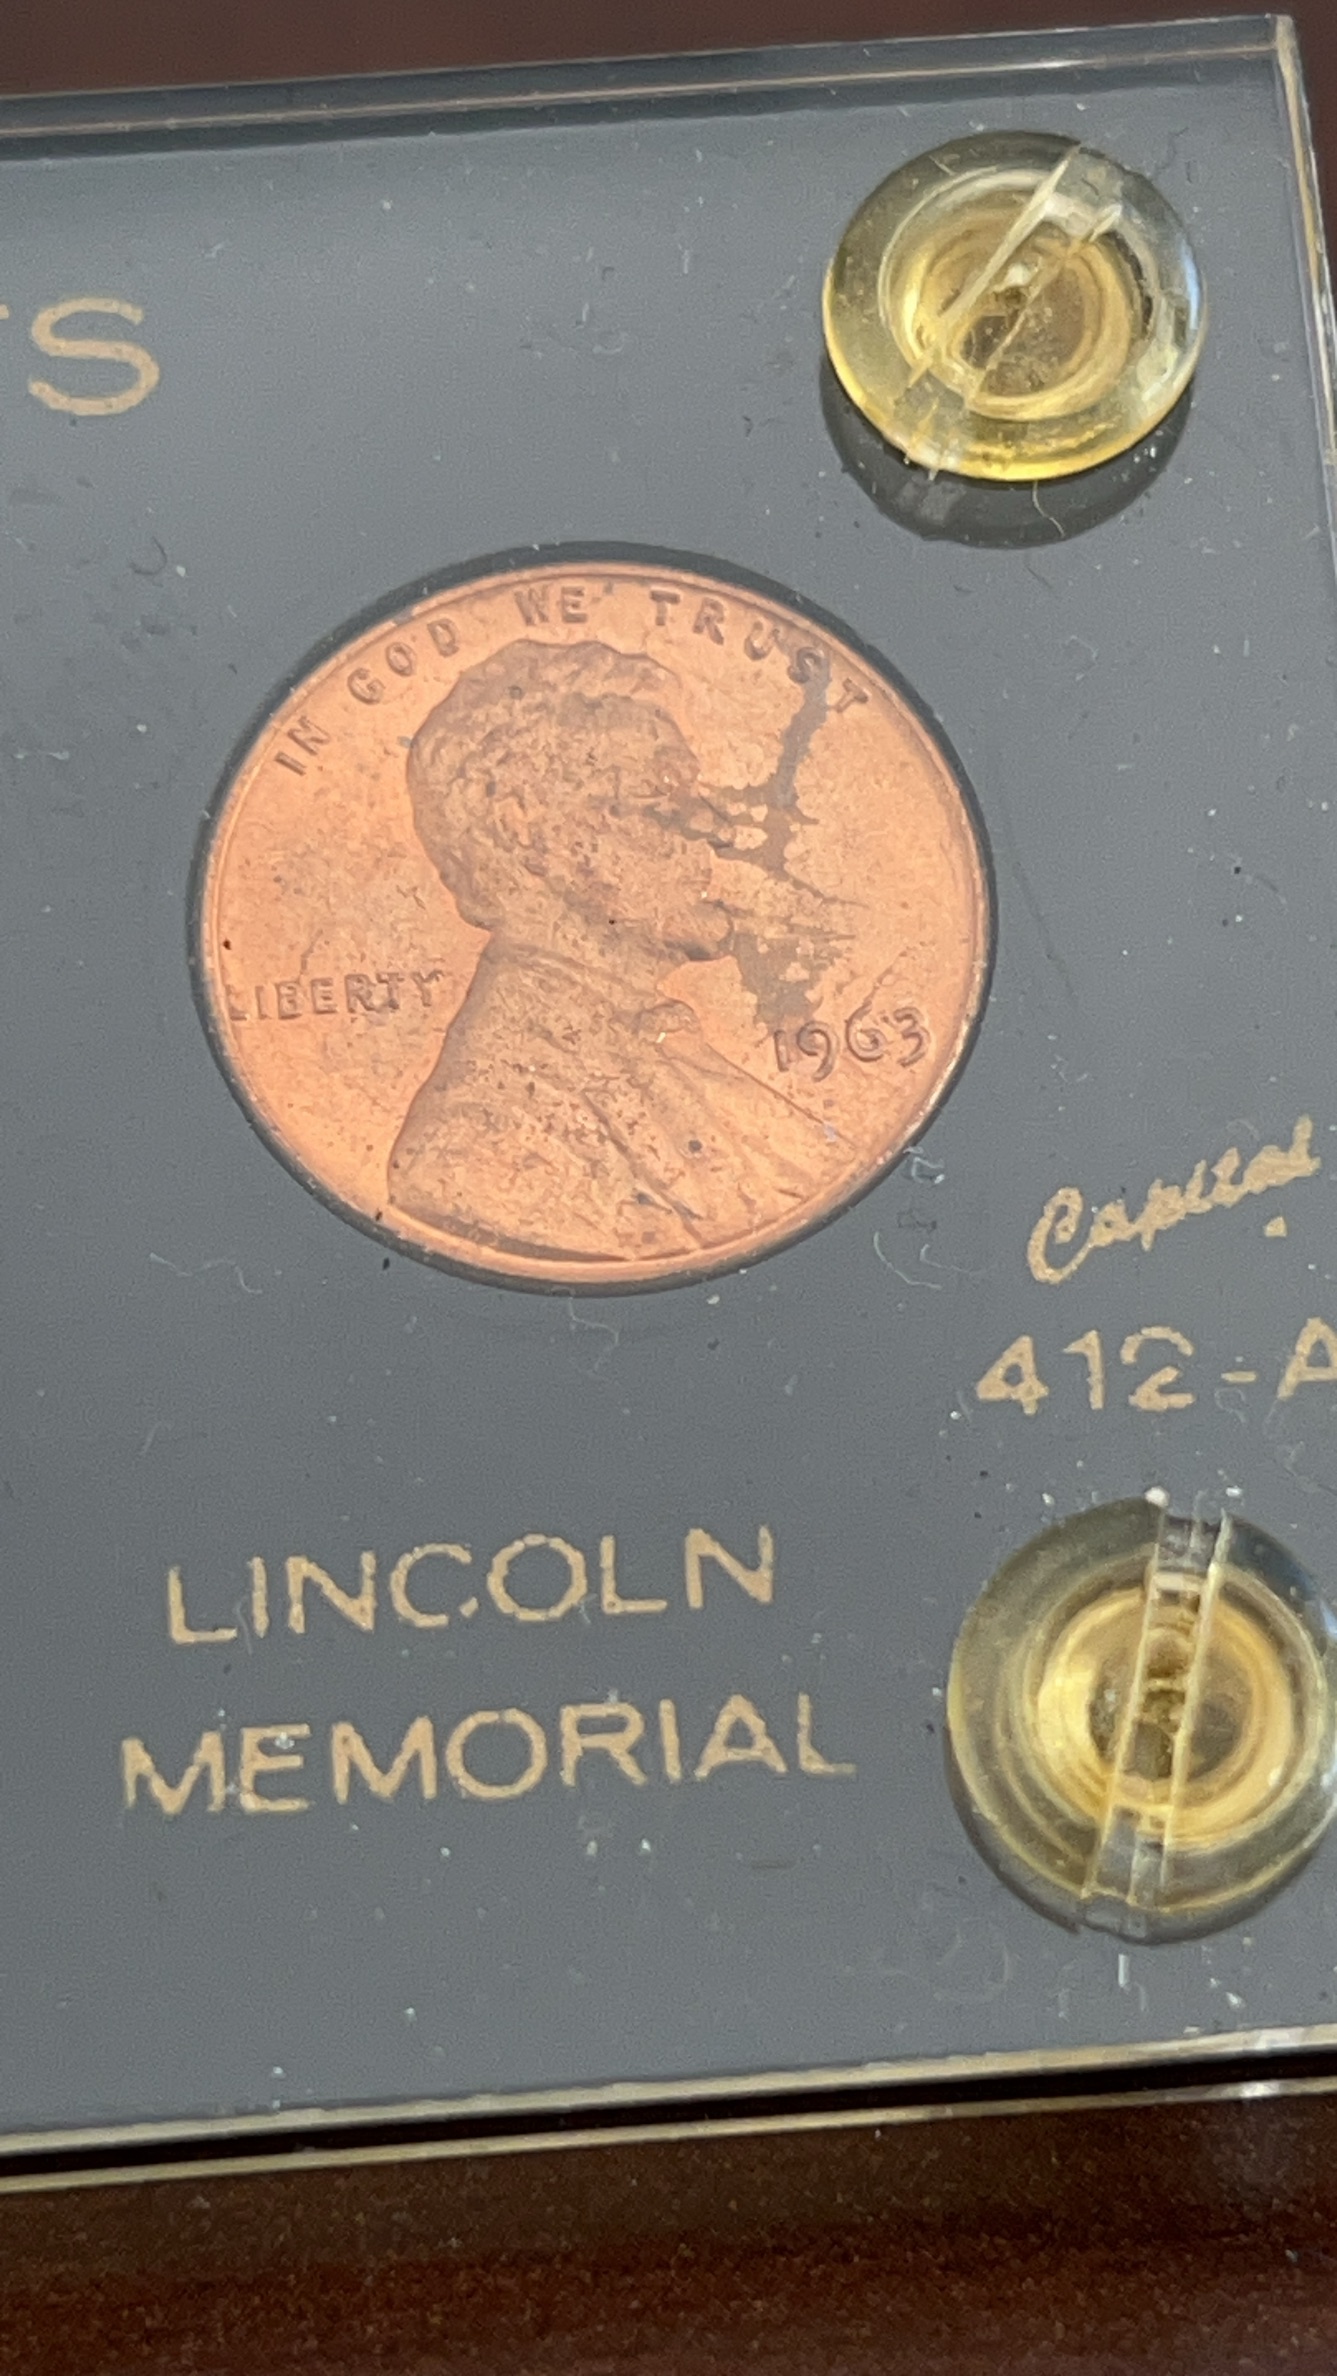 TS
IN GOD WE TRUST
LIBERTY
1963
Capital
412-A
LINCOLN
MEMORIAL